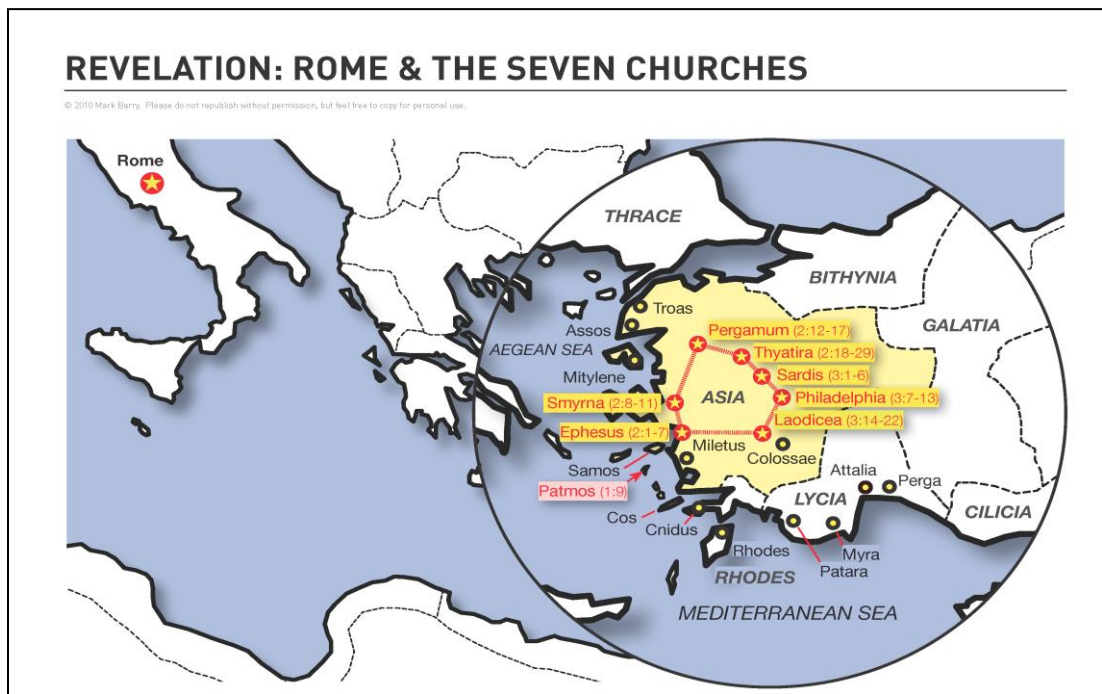 REVELATION: ROME & THE SEVEN CHURCHES
© 2010 Mark Barry. Please do not republish without permission, but feel free to copy for personal use.
Rome
THRACE
BITHYNIA
GALATIA
Troas
Assos
Pergamum (2:12-17)
AEGEAN SEA
Thyatira (2:18-29)
Mitylene
Sardis (3:1-6)
Smyrna (2:8-11)
ASIA
Philadelphia (3:7-13)
Laodicea (3:14-22)
Ephesus (2:1-7)
Miletus
Colossae
Samos
Attalia
Perga
Patmos (1:9)
LYCIA
Cos
Cnidus
CILICIA
Rhodes
Myra
Patara
RHODES
MEDITERRANEAN SEA